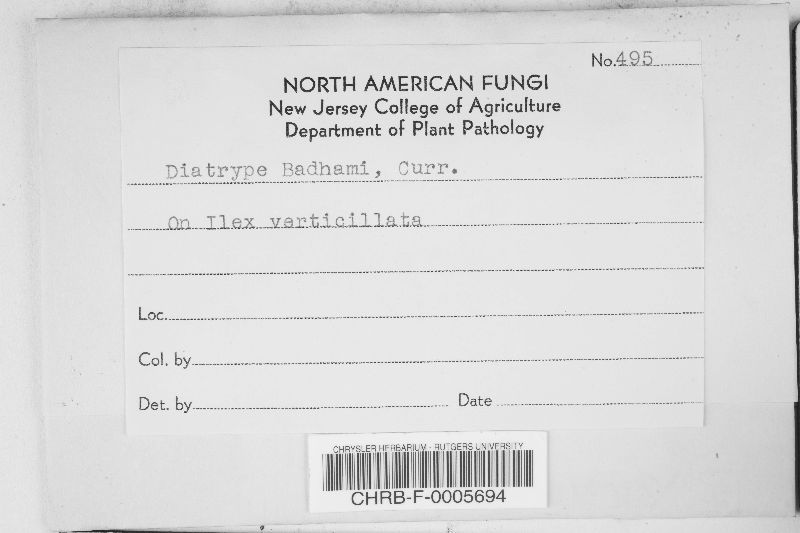 No. 495
NORTH AMERICAN FUNGI
New Jersey College of Agriculture
Department of Plant Pathology
Diatrype Badhami, Curr.
On Ilex verticillata
Loc.
Col. by
Det. by Date
CHRYSLER HERBARIUM - RUTGERS UNIVERSITY
CHRB-F-0005694